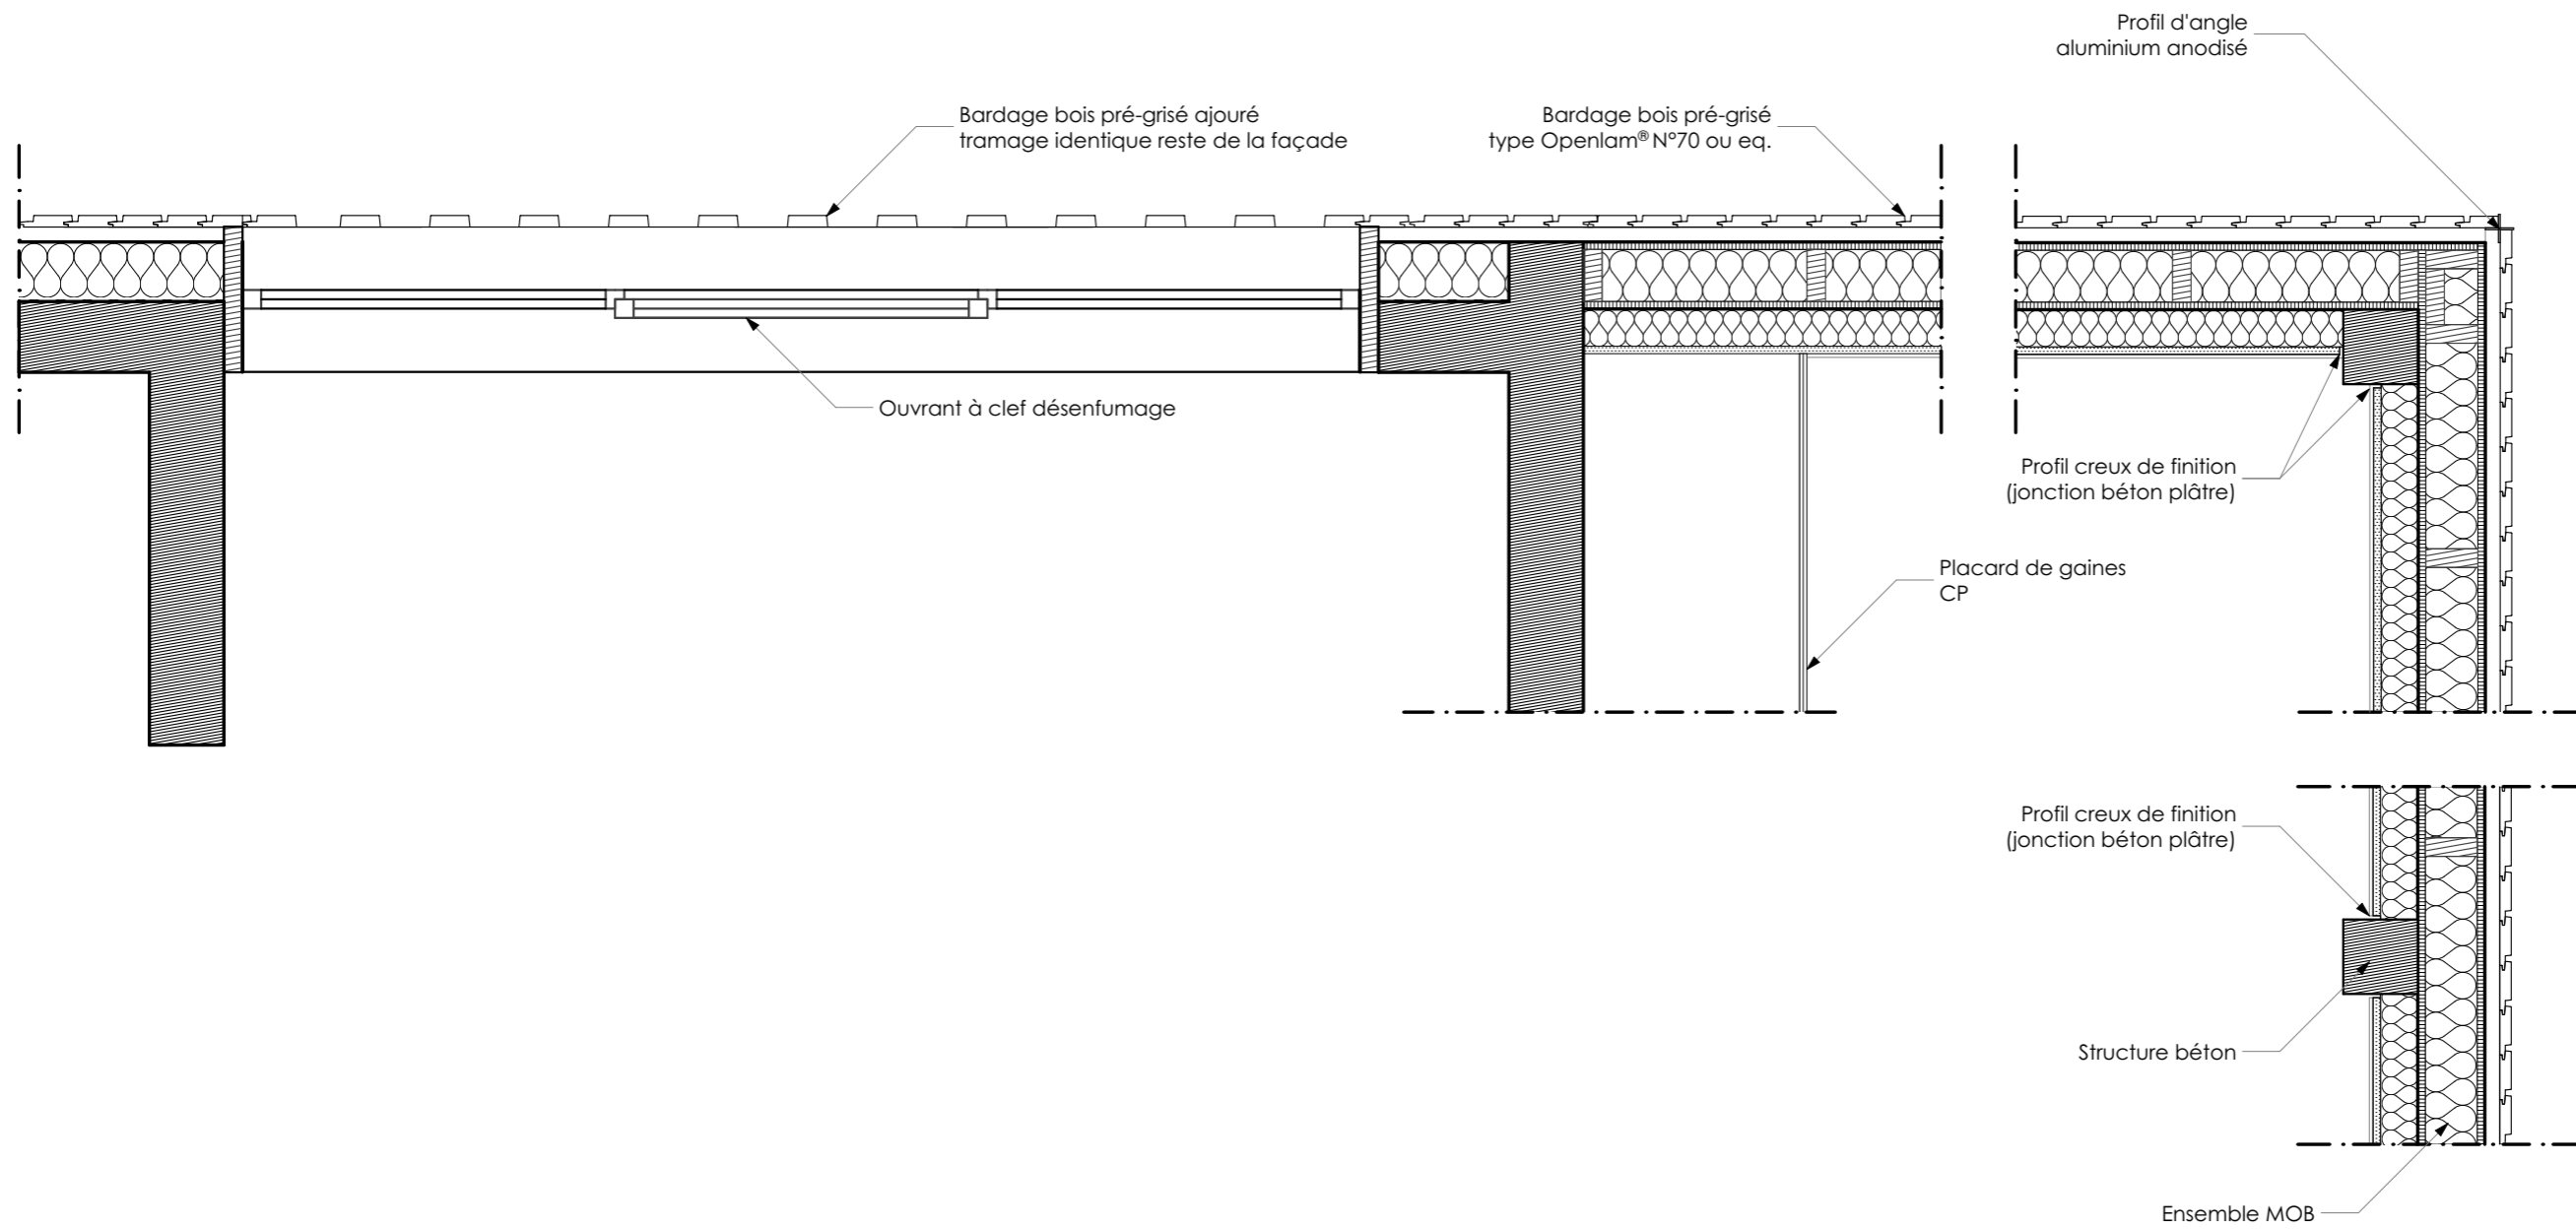 Profil d'angle
aluminium anodisé
Bardage bois pré-grisé ajouré
tramage identique reste de la façade
Bardage bois pré-grisé
type Openlam® N°70 ou eq.
Ouvrant à clef désenfumage
Profil creux de finition
(jonction béton plâtre)
Placard de gaines
CP
Profil creux de finition
(jonction béton plâtre)
Structure béton
Ensemble MOB